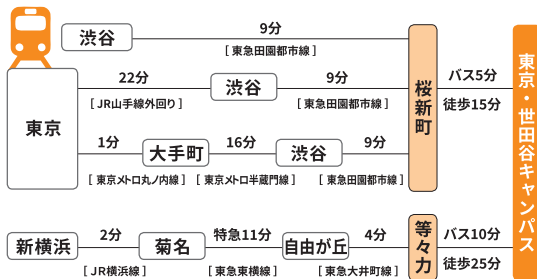 渋谷
9分
[ 東急田園都市線 ]
東京
22分
[ JR山手線外回り ]
渋谷
9分
[ 東急田園都市線 ]
1分
[ 東京メトロ丸ノ内線 ]
大手町
16分
[ 東京メトロ半蔵門線 ]
渋谷
9分
[ 東急田園都市線 ]
桜新町
バス5分
徒歩15分
新横浜
2分
[ JR横浜線 ]
菊名
特急11分
[ 東急東横線 ]
自由が丘
4分
[ 東急大井町線 ]
等々力
バス10分
徒歩25分
東京・世田谷キャンパス